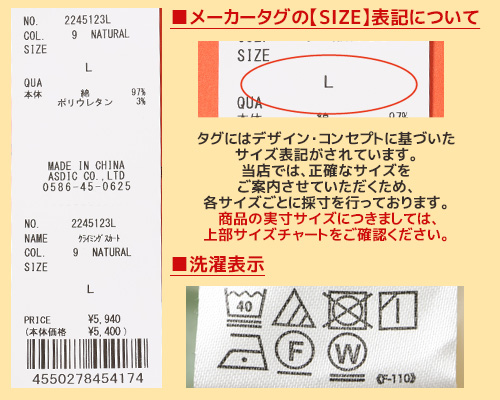 NO. 2245123L
COL. 9 NATURAL
SIZE
L
QUA
本体 綿 97%
ポリウレタン 3%
MADE IN CHINA
ASDIC CO.,LTD
0586-45-0625
NO. 2245123L
NAME クライミング スカート
COL. 9 NATURAL
SIZE
L
PRICE ¥5,940
(本体価格 ¥5,400)
4550278454174
■メーカータグの【SIZE】表記について
SIZE
L
QUA
本体 綿 97%
タグにはデザイン・コンセプトに基づいた
サイズ表記がされています。
当店では、正確なサイズを
ご案内させていただくため、
各サイズごとに採寸を行っております。
商品の実寸サイズにつきましては、
上部サイズチャートをご確認ください。
■洗濯表示
40
F
W
《F-110》